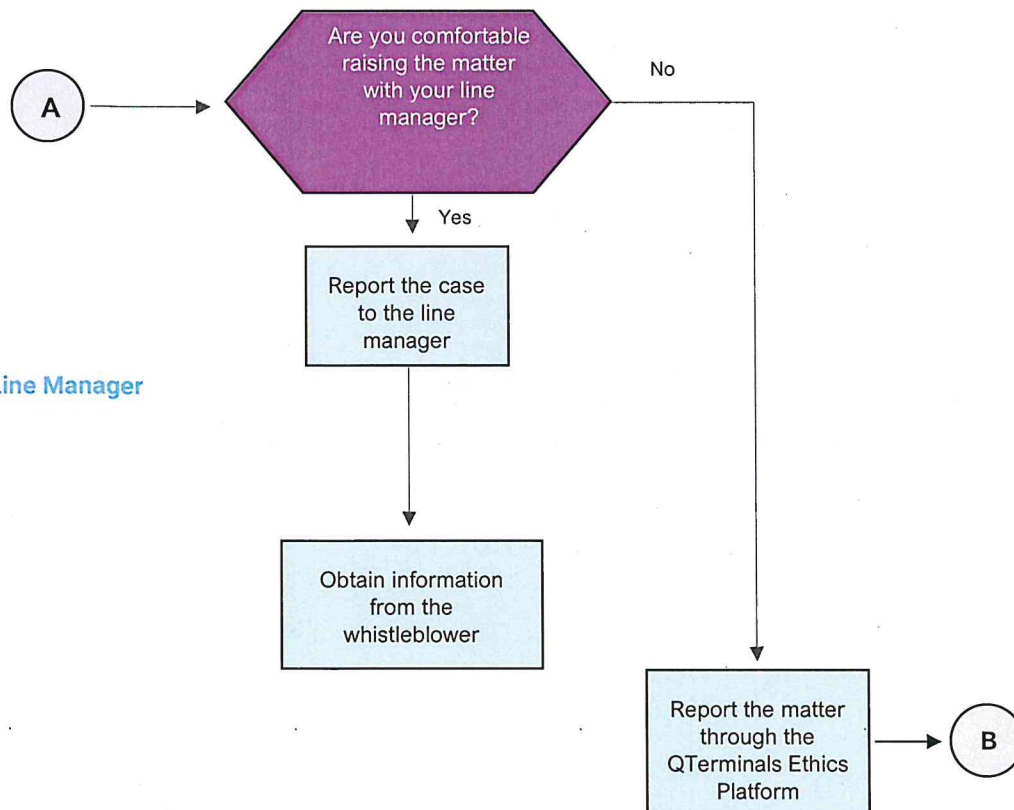 Are you comfortable
raising the matter
with your line
manager?
No
A
Yes
Report the case
to the line
manager
Line Manager
Obtain information
from the
whistleblower
Report the matter
through the
QTerminals Ethics
Platform
B